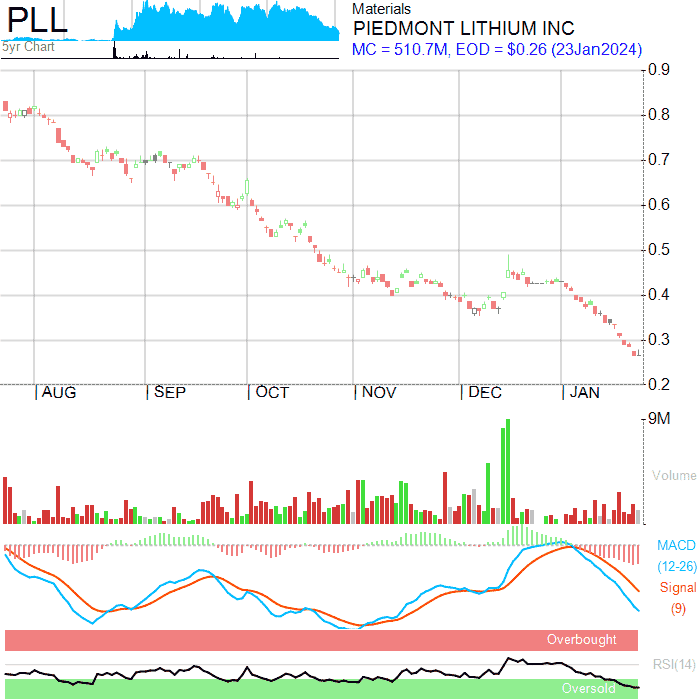 PLL
5yr Chart
Materials
PIEDMONT LITHIUM INC
MC = 510.7M, EOD = $0.26 (23Jan2024)
0.9
0.8
0.7
0.6
0.5
0.4
0.3
0.2
AUG SEP OCT NOV DEC JAN
9M
Volume
MACD
(12-26)
Signal
(9)
Overbought
RSI(14)
Oversold